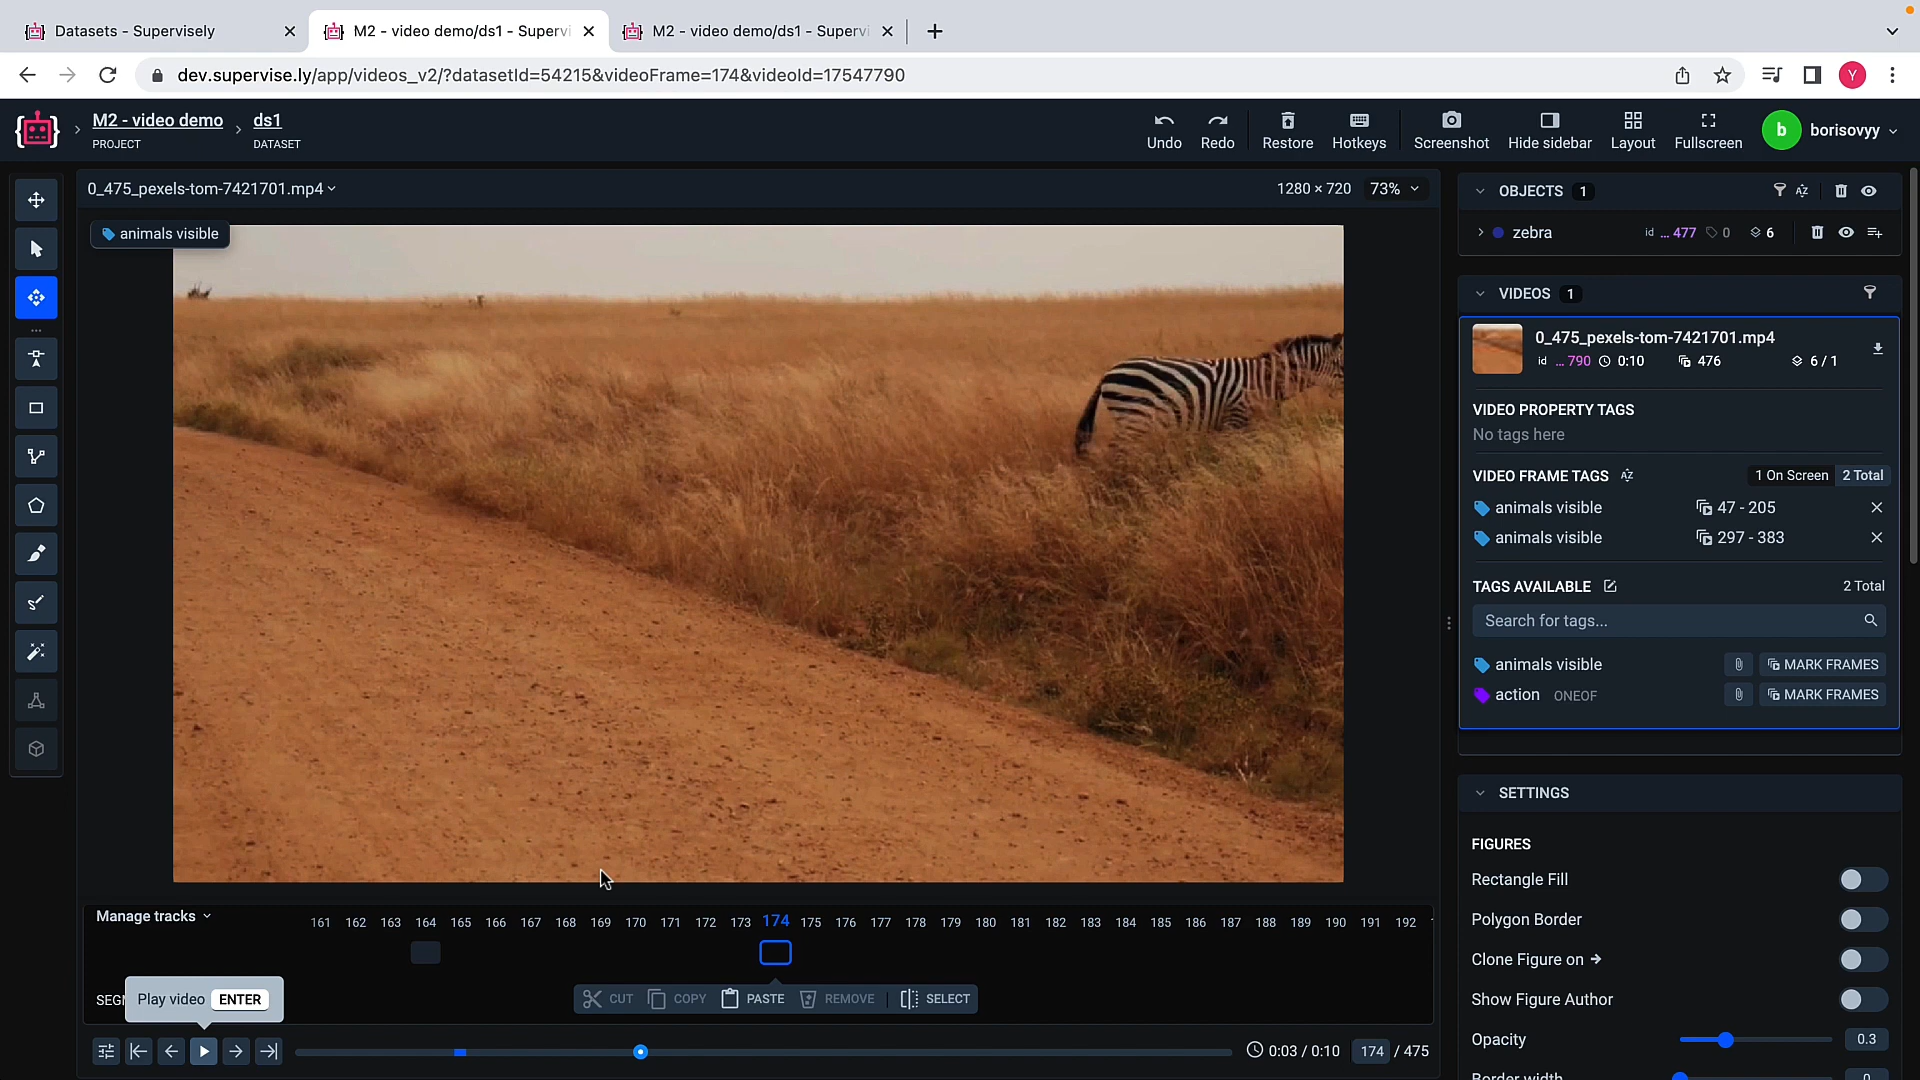 Datasets - Supervisely
M2 - video demo/ds1 - Supervi
M2 - video demo/ds1 - Supervi
dev.supervise.ly/app/videos_v2/?datasetId=54215&videoFrame=174&videoId=17547790
Y
M2 - video demo
PROJECT
ds1
DATASET
Undo
Redo
Restore
Hotkeys
Screenshot
Hide sidebar
Layout
Fullscreen
b
borisovyy
0_475_pexels-tom-7421701.mp4
1280 × 720
73%
animals visible
OBJECTS 1
zebra id ... 477 0 6
VIDEOS 1
0_475_pexels-tom-7421701.mp4
id ... 790 0:10 476 6 / 1
VIDEO PROPERTY TAGS
No tags here
VIDEO FRAME TAGS 1 On Screen 2 Total
animals visible 47 - 205
animals visible 297 - 383
TAGS AVAILABLE 2 Total
Search for tags...
animals visible MARK FRAMES
action ONEOF MARK FRAMES
SETTINGS
FIGURES
Rectangle Fill
Polygon Border
Clone Figure on →
Show Figure Author
Opacity 0.3
Border width 0
Manage tracks
161 162 163 164 165 166 167 168 169 170 171 172 173 174 175 176 177 178 179 180 181 182 183 184 185 186 187 188 189 190 191 192
Play video ENTER
CUT COPY PASTE REMOVE SELECT
0:03 / 0:10 174 / 475